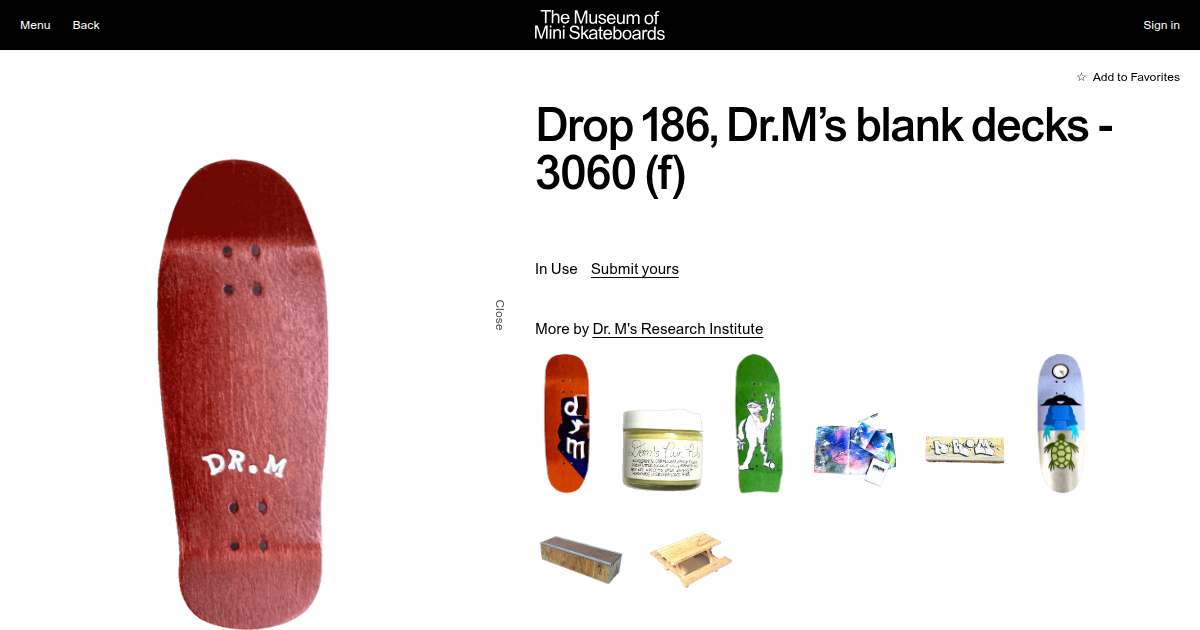 Menu
Back
The Museum of
Mini Skateboards
Sign in
☆ Add to Favorites
Drop 186, Dr.M’s blank decks -
3060 (f)
In Use
Submit yours
Close
More by Dr. M's Research Institute
DR.M
drm